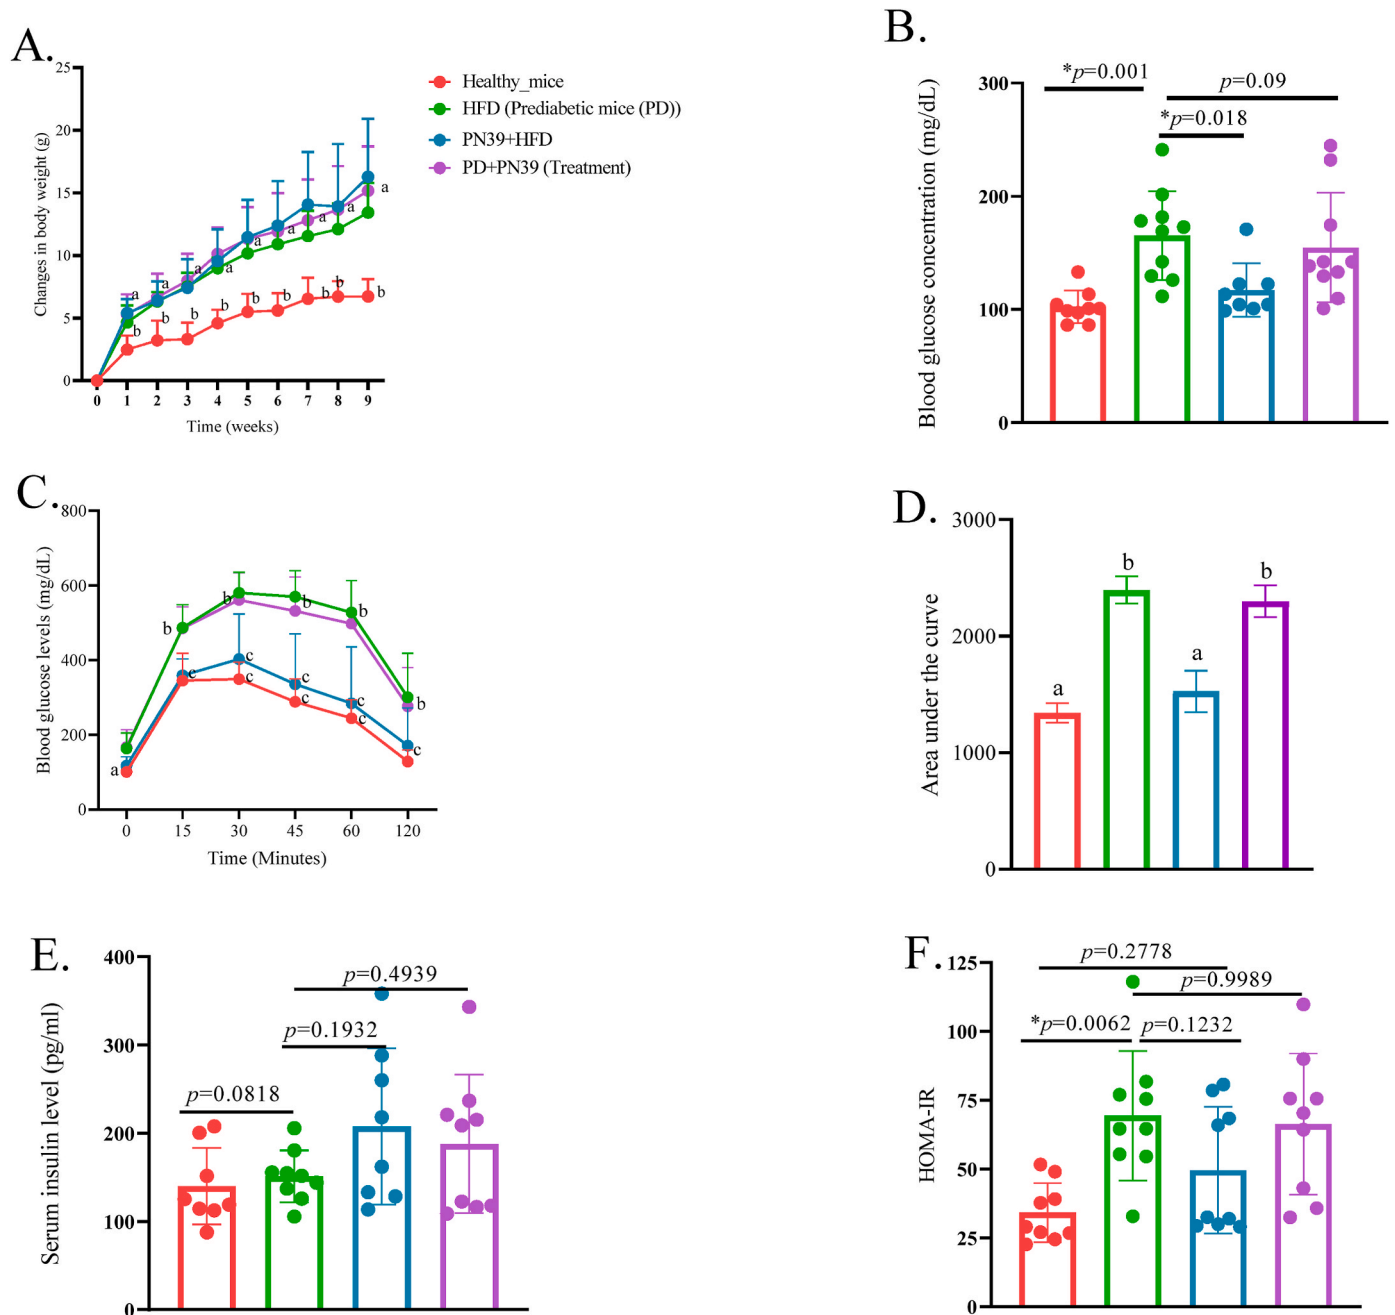 A.
25
20
15
10
5
0
Changes in body weight (g)
a
a
a
a
a
a
a
a
a
b
b
b
b
b
b
b
b
b
0 1 2 3 4 5 6 7 8 9
Time (weeks)
Healthy_mice
HFD (Prediabetic mice (PD))
PN39+HFD
PD+PN39 (Treatment)
B.
Blood glucose concentration (mg/dL)
300
200
100
0
*p=0.001
p=0.09
*p=0.018
C.
Blood glucose levels (mg/dL)
800
600
400
200
0
a
b
b
b
b
b
c
c
c
c
c
c
c
c
0 15 30 45 60 120
Time (Minutes)
D.
Area under the curve
3000
2000
1000
0
a
b
a
b
E.
Serum insulin level (pg/ml)
400
300
200
100
0
p=0.4939
p=0.1932
p=0.0818
F.
HOMA-IR
125
100
75
50
25
0
p=0.2778
p=0.9989
*p=0.0062
p=0.1232